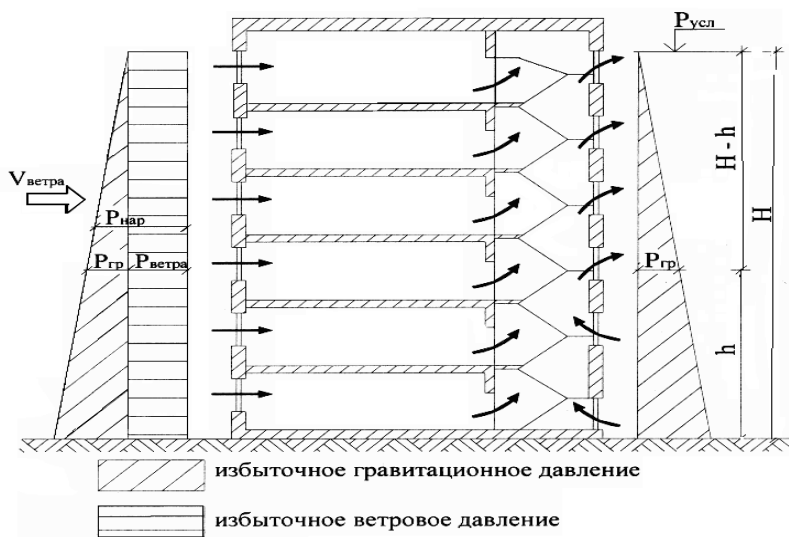 Pусл
Vветра
Pнар
Pгр
Pветра
Pгр
H - h
H
h
избыточное гравитационное давление
избыточное ветровое давление